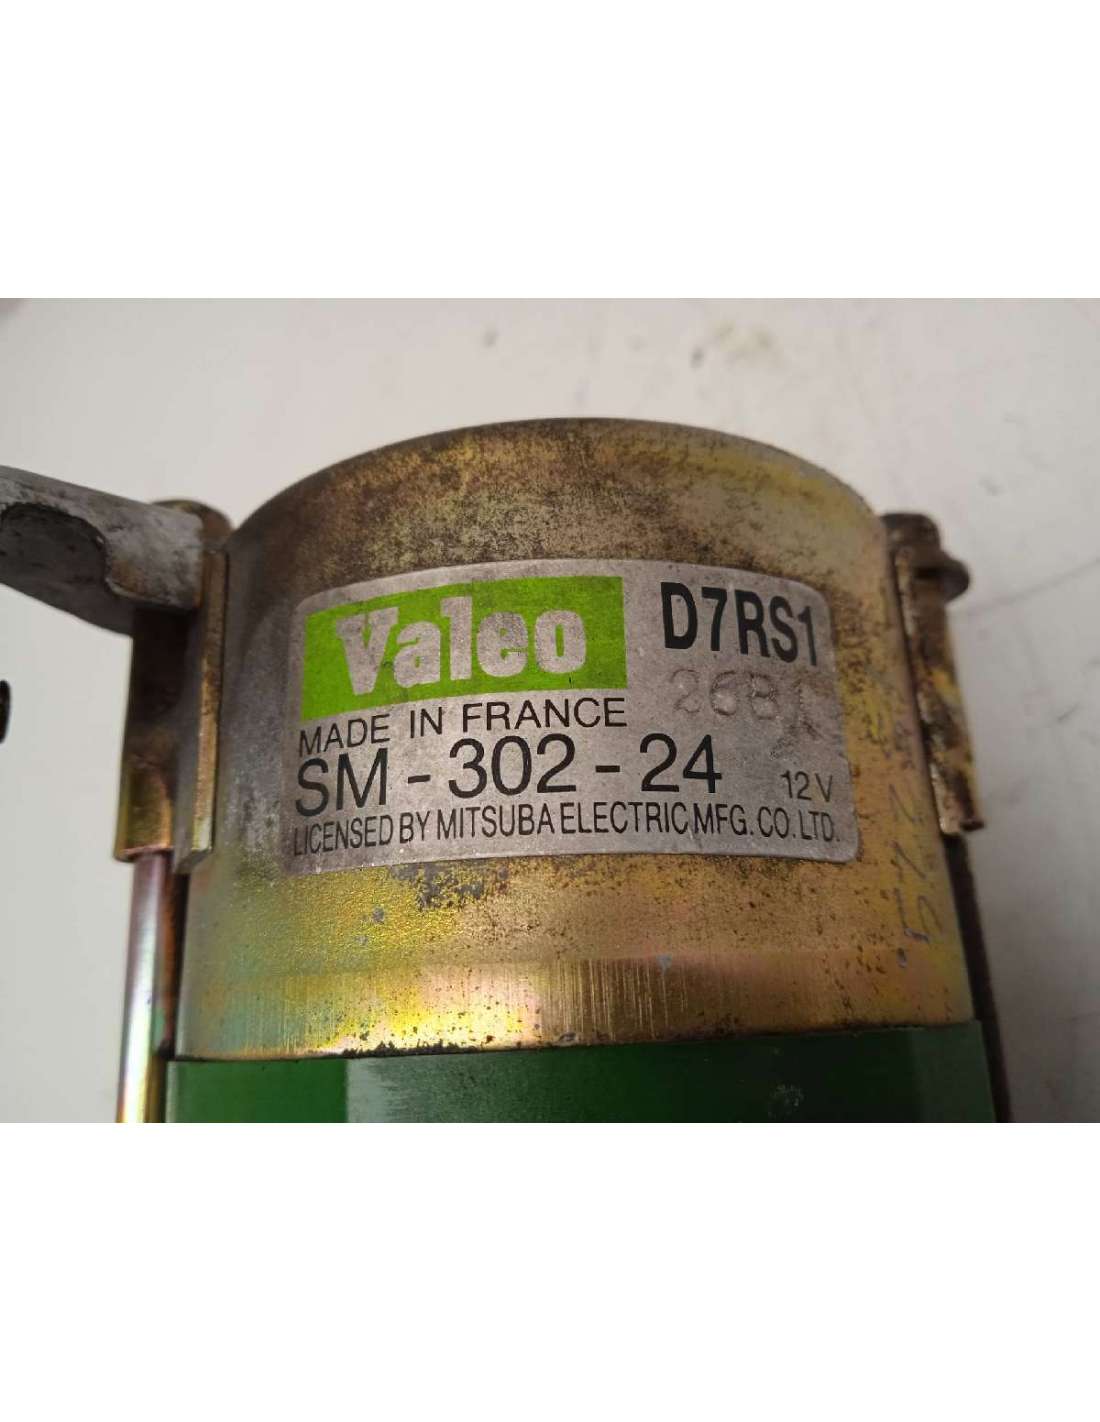 Valeo
D7RS1
MADE IN FRANCE
SM-302-24
12V
LICENSED BY MITSUBA ELECTRIC MFG. CO. LTD.